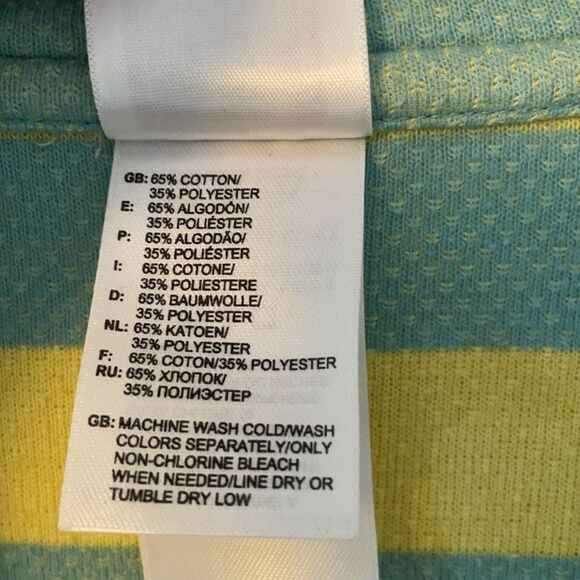 GB: 65% COTTON/
35% POLYESTER
E: 65% ALGODÓN/
35% POLIÉSTER
P: 65% ALGODÃO/
35% POLIÉSTER
I: 65% COTONE/
35% POLIESTERE
D: 65% BAUMWOLLE/
35% POLYESTER
NL: 65% KATOEN/
35% POLYESTER
F: 65% COTON/35% POLYESTER
RU: 65% ХЛОПОК/
35% ПОЛИЭСТЕР
GB: MACHINE WASH COLD/WASH
COLORS SEPARATELY/ONLY
NON-CHLORINE BLEACH
WHEN NEEDED/LINE DRY OR
TUMBLE DRY LOW